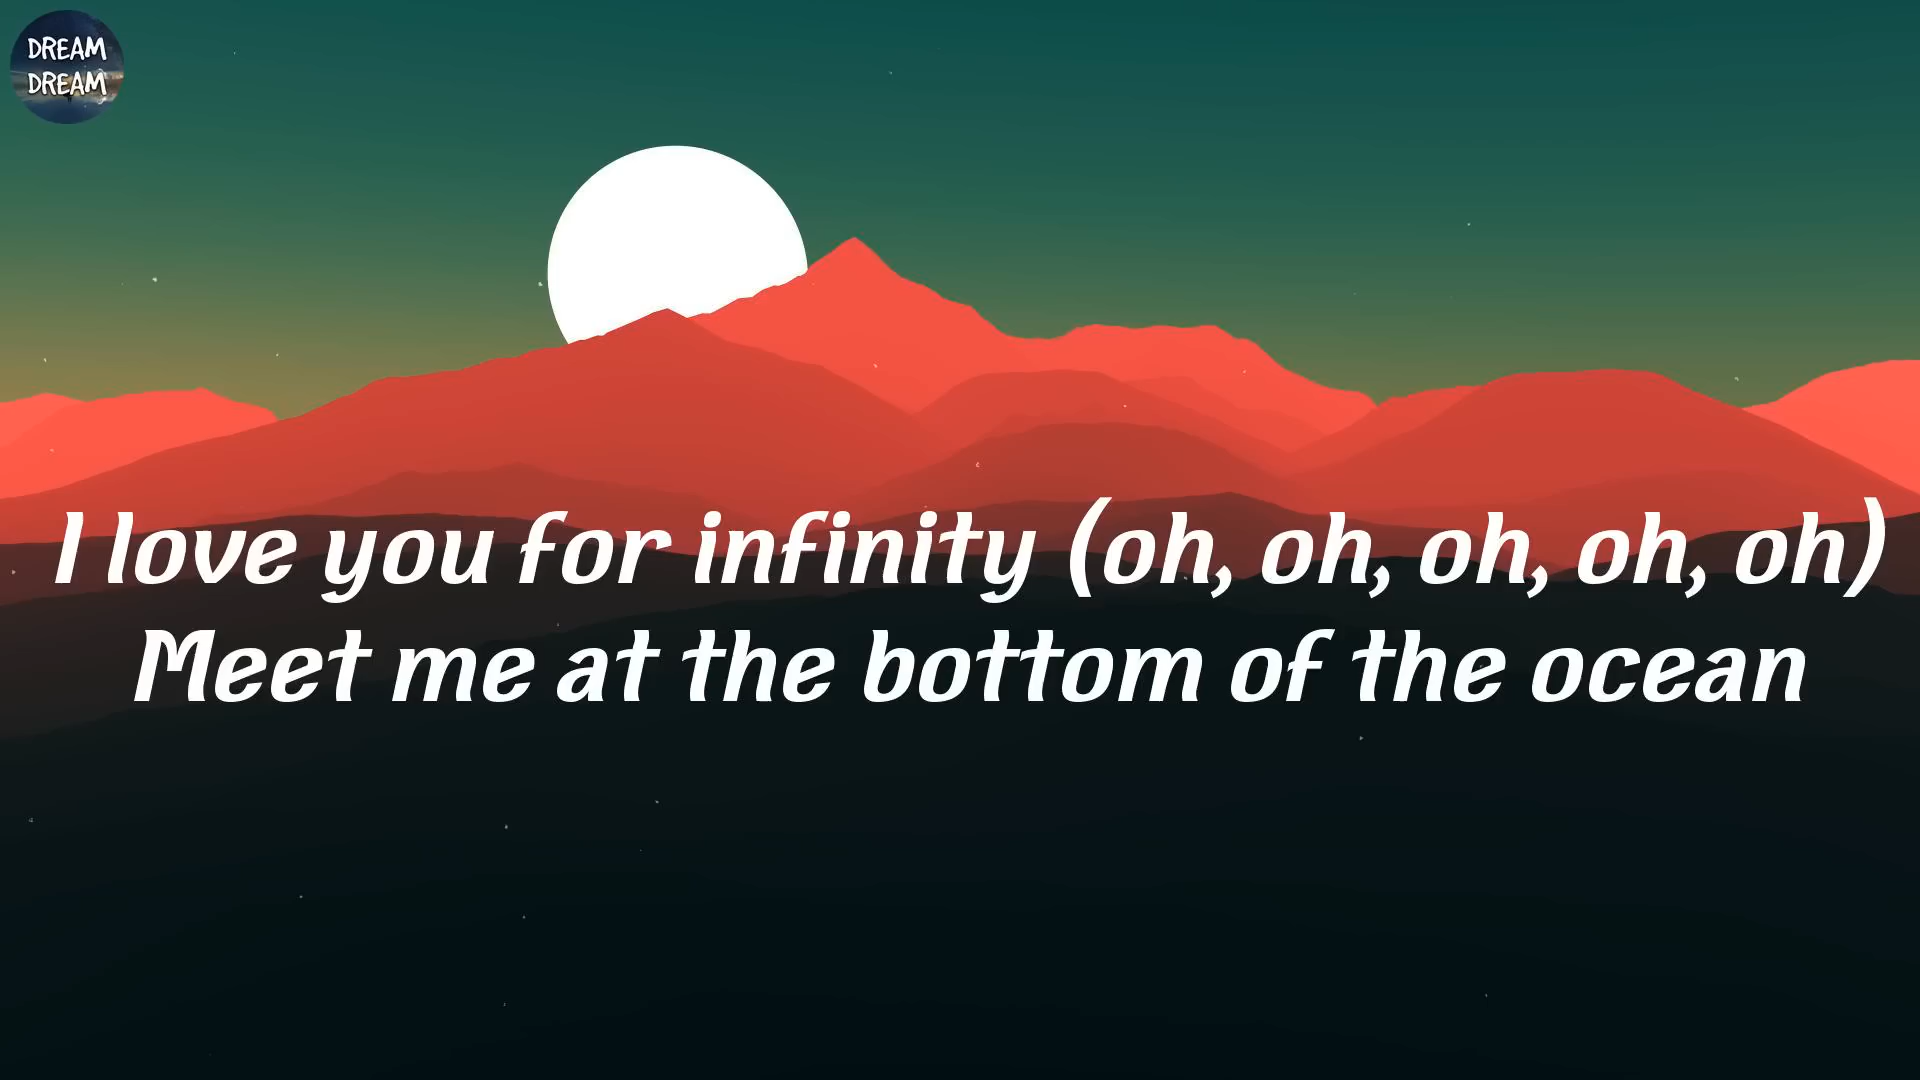 DREAM
DREAM
I love you for infinity (oh, oh, oh, oh, oh)
Meet me at the bottom of the ocean